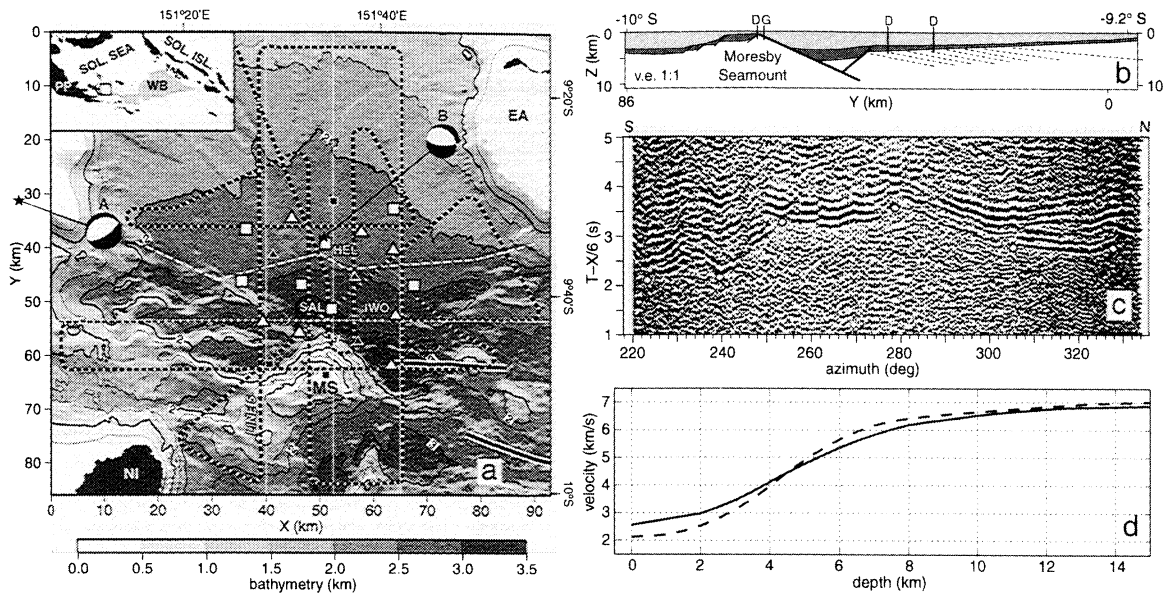 151°20'E 151°40'E
0
10
20
30
40
50
60
70
80
Y (km)
SOL. SEA
SOL. ISL.
PP
WB
EA
A
B
HEL
SAL
IWO
MS
NI
a
9°20'S
9°40'S
10°S
0 10 20 30 40 50 60 70 80 90
X (km)
0.0 0.5 1.0 1.5 2.0 2.5 3.0 3.5
bathymetry (km)
-10° S DG D D -9.2° S
0 0
Z (km)
Moresby
Seamount
v.e. 1:1
b
10 10
86 Y (km) 0
S N
5
4
3
2
1
T–X/6 (s)
c
220 240 260 280 300 320
azimuth (deg)
7
6
5
4
3
2
velocity (km/s)
d
0 2 4 6 8 10 12 14
depth (km)